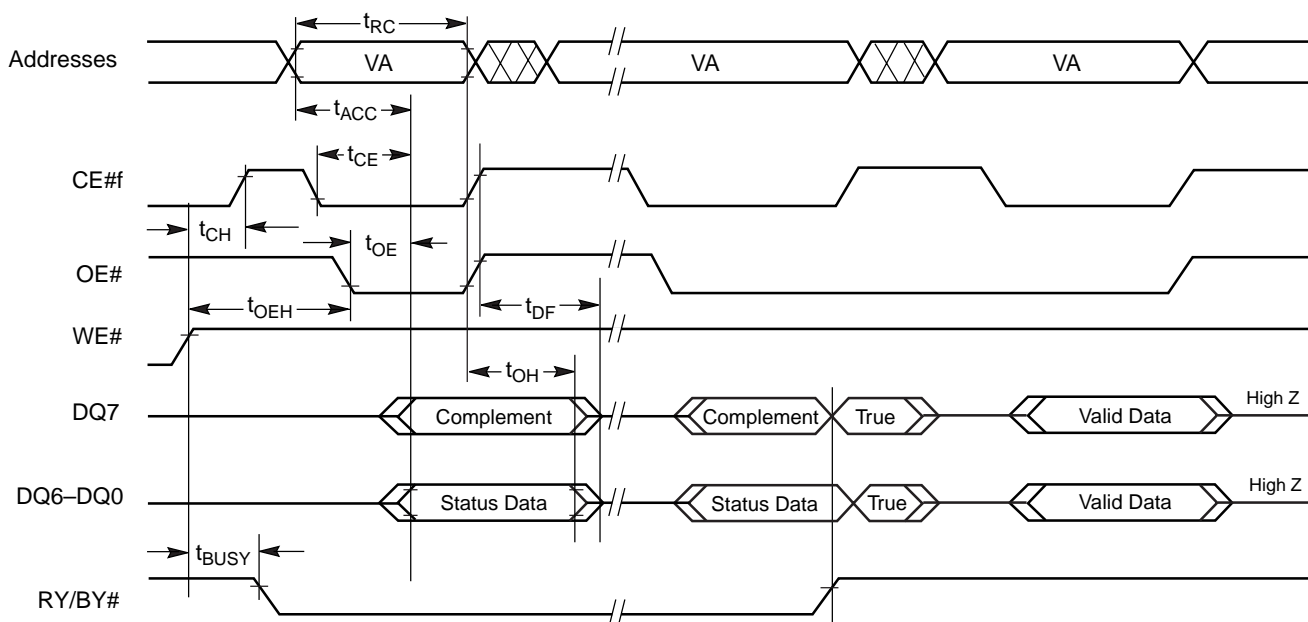 tRC
Addresses VA VA VA
tACC
tCE
CE#f
tCH tOE
OE#
tOEH tDF
WE#
tOH
DQ7 Complement Complement True Valid Data High Z
DQ6–DQ0 Status Data Status Data True Valid Data High Z
tBUSY
RY/BY#